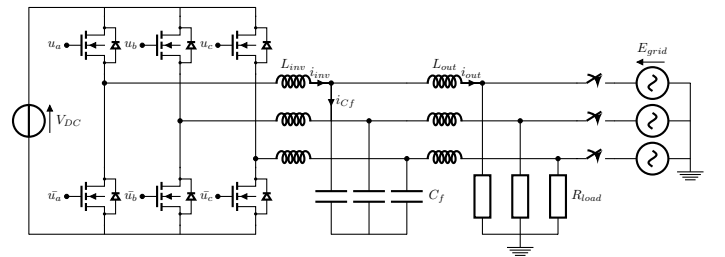 u_a u_b u_c
L_inv i_inv L_out i_out E_grid
i_Cf
V_DC
ū_a ū_b ū_c
C_f R_load